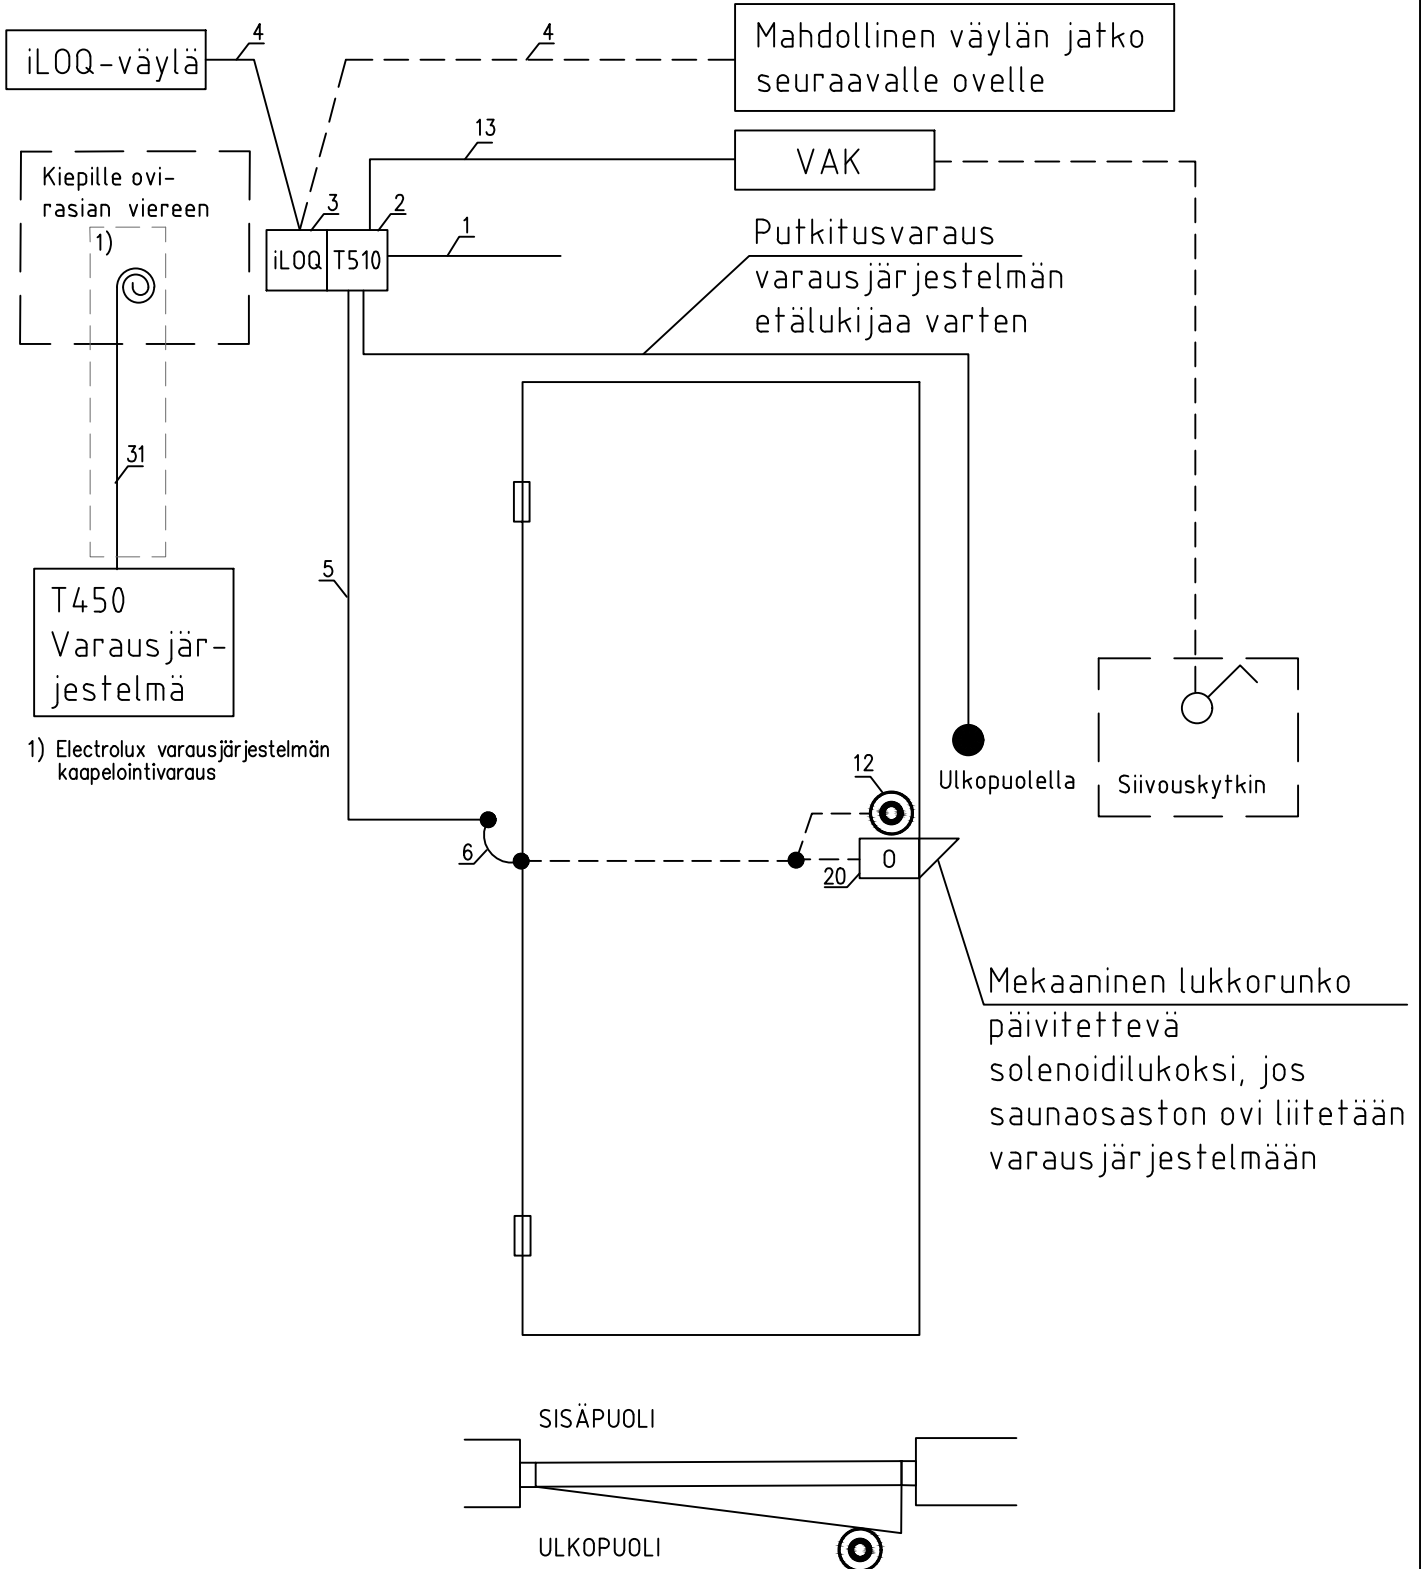 iLOQ-väylä
4
4
Mahdollinen väylän jatko
seuraavalle ovelle
13
VAK
Kiepille ovi-
rasian viereen
1)
3
2
1
iLOQ
T510
Putkitusvaraus
varausjärjestelmän
etälukijaa varten
31
5
T450
Varausjär-
jestelmä
1) Electrolux varausjärjestelmän
kaapelointivaraus
12
Ulkopuolella
Siivouskytkin
6
O
20
Mekaaninen lukkorunko
päivitettevä
solenoidilukoksi, jos
saunaosaston ovi liitetään
varausjärjestelmään
SISÄPUOLI
ULKOPUOLI